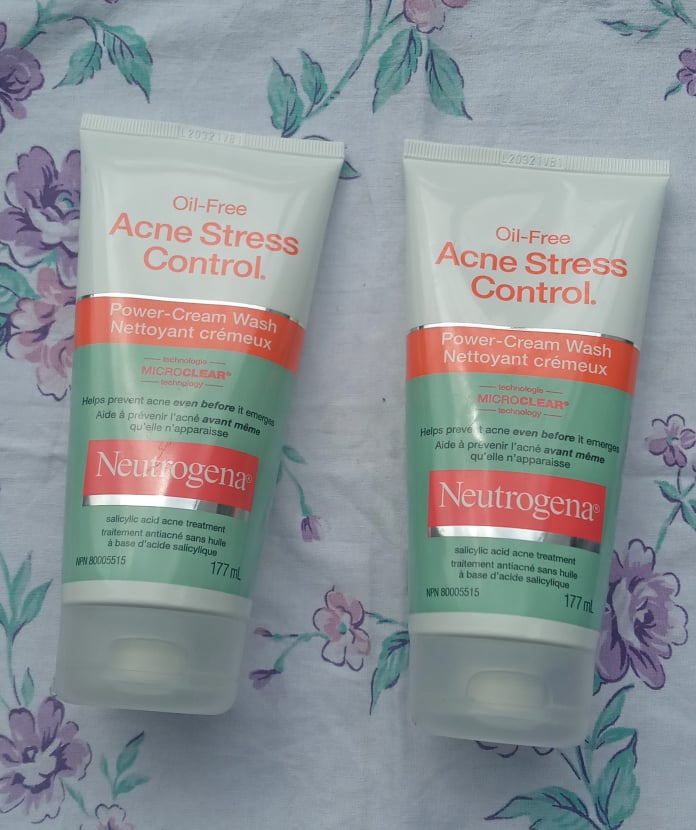 L20321VB1
Oil-Free
Acne Stress
Control®
Power-Cream Wash
Nettoyant crémeux
technologie
MICROCLEAR®
technology
Helps prevent acne even before it emerges
Aide à prévenir l'acné avant même
qu'elle n'apparaisse
Neutrogena®
salicylic acid acne treatment
traitement antiacné sans huile
à base d'acide salicylique
NPN 80005515
177 mL
Oil-Free
Acne Stress
Control®
Power-Cream Wash
Nettoyant crémeux
technologie
MICROCLEAR®
technology
Helps prevent acne even before it emerges
Aide à prévenir l'acné avant même
qu'elle n'apparaisse
Neutrogena®
salicylic acid acne treatment
traitement antiacné sans huile
à base d'acide salicylique
NPN 80005515
177 mL